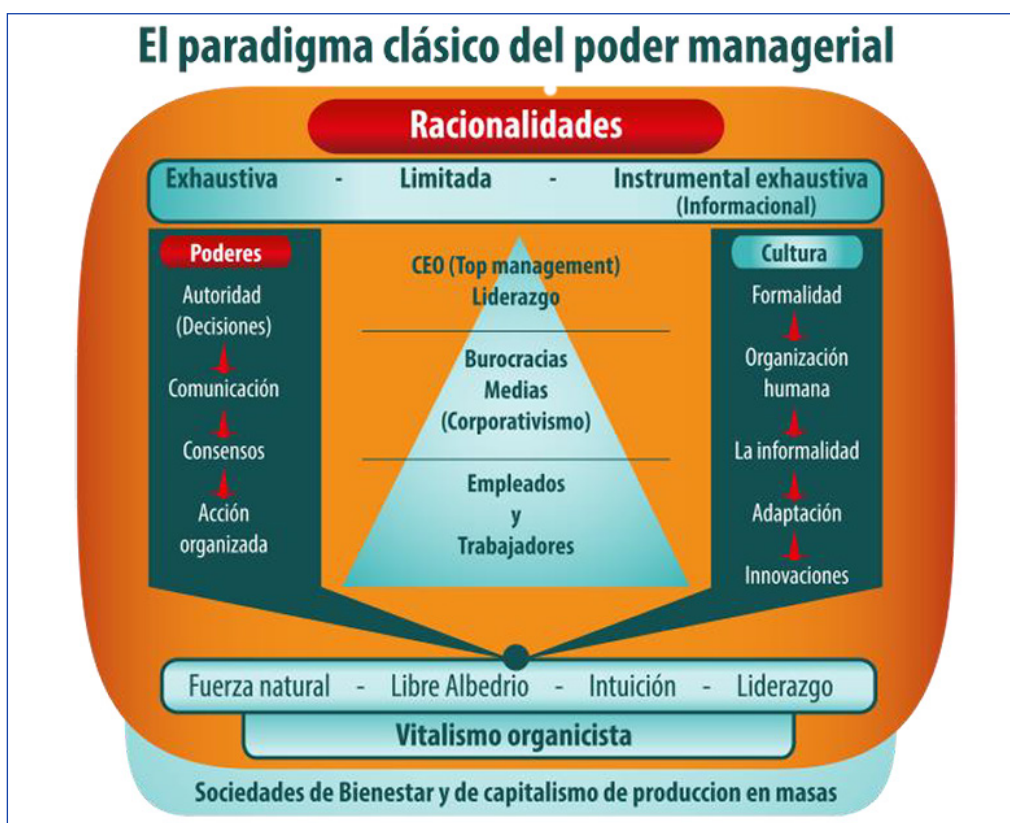 El paradigma clásico del poder managerial
Racionalidades
Exhaustiva - Limitada - Instrumental exhaustiva
(Informacional)
Poderes
Autoridad
(Decisiones)
Comunicación
Consensos
Acción
organizada
CEO (Top management)
Liderazgo
Burocracias
Medias
(Corporativismo)
Empleados
y
Trabajadores
Cultura
Formalidad
Organización
humana
La informalidad
Adaptación
Innovaciones
Fuerza natural - Libre Albedrio - Intuición - Liderazgo
Vitalismo organicista
Sociedades de Bienestar y de capitalismo de produccion en masas